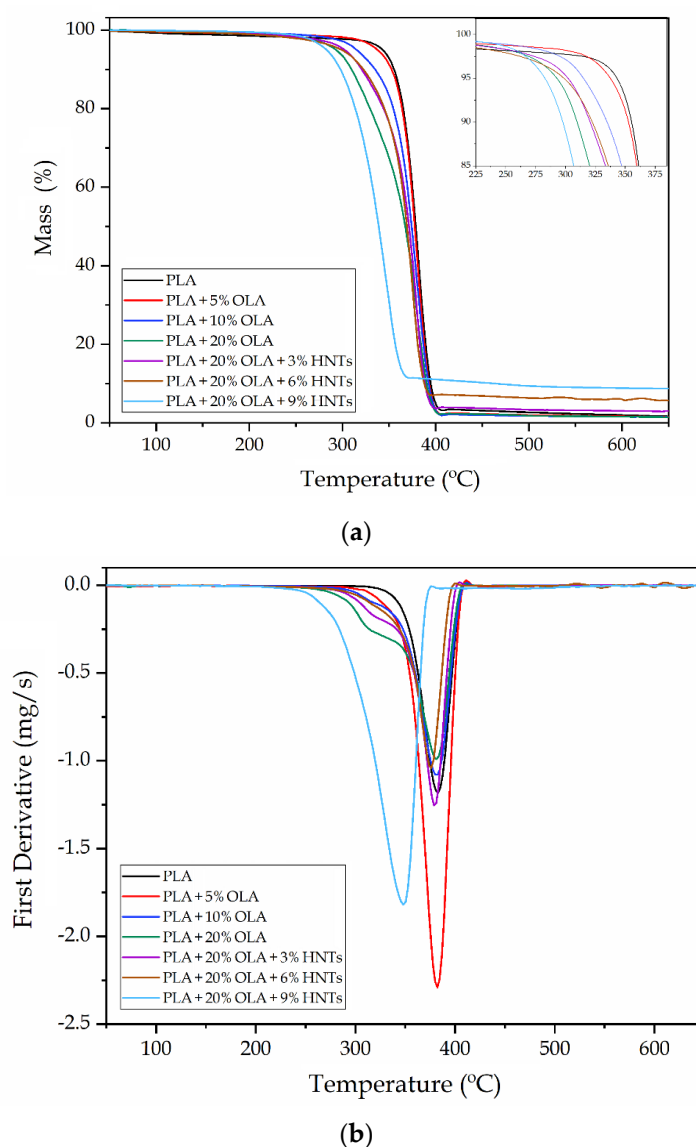 100
80
60
40
20
0
Mass (%)
100
95
90
85
225 250 275 300 325 350 375
PLA
PLA + 5% OLA
PLA + 10% OLA
PLA + 20% OLA
PLA + 20% OLA + 3% HNTs
PLA + 20% OLA + 6% HNTs
PLA + 20% OLA + 9% HNTs
100 200 300 400 500 600
Temperature (ºC)
(a)
0.0
-0.5
-1.0
-1.5
-2.0
-2.5
First Derivative (mg/s)
PLA
PLA + 5% OLA
PLA + 10% OLA
PLA + 20% OLA
PLA + 20% OLA + 3% HNTs
PLA + 20% OLA + 6% HNTs
PLA + 20% OLA + 9% HNTs
100 200 300 400 500 600
Temperature (ºC)
(b)